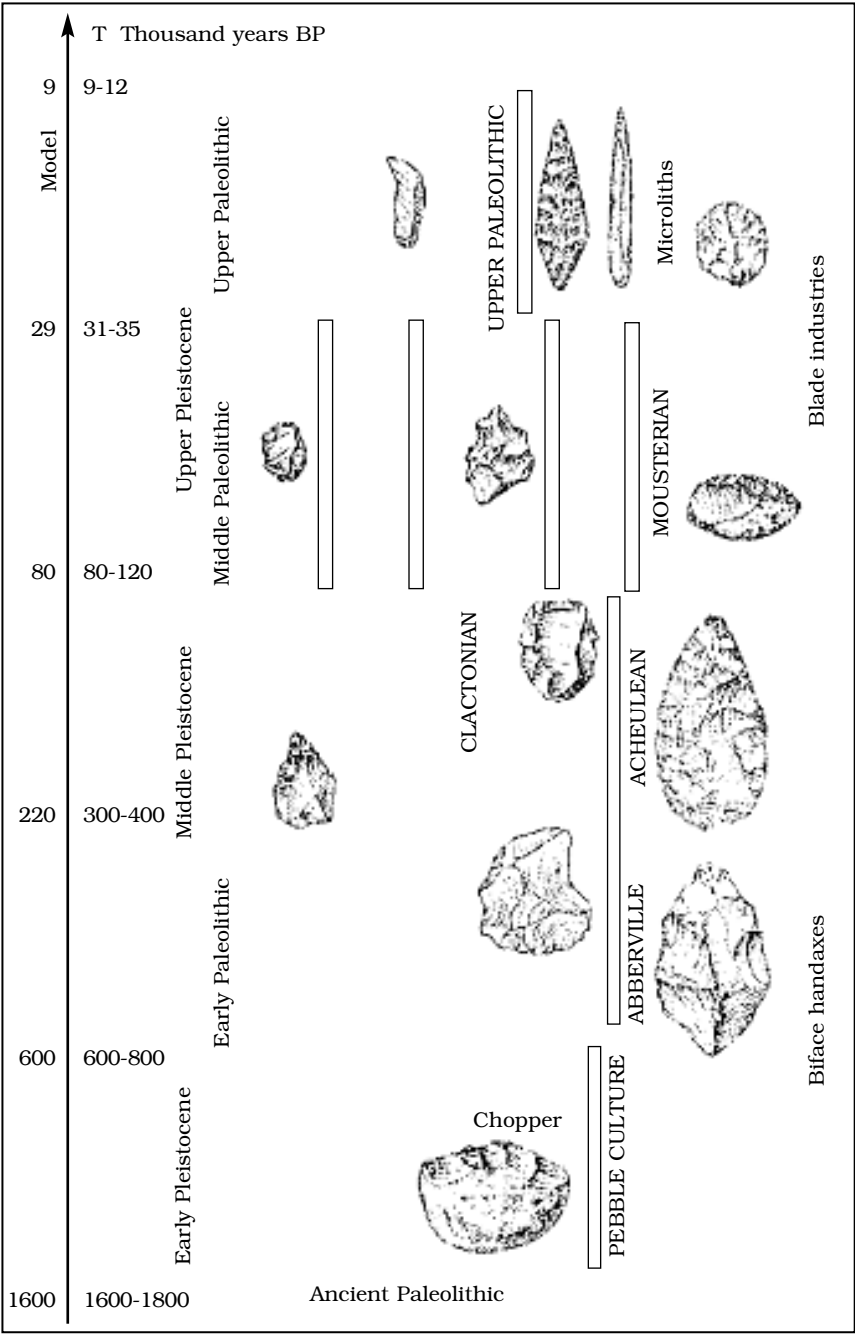 T Thousand years BP
9 9-12
Model
Upper Paleolithic
UPPER PALEOLITHIC
Microliths
Blade industries
29 31-35
Upper Pleistocene
Middle Paleolithic
MOUSTERIAN
80 80-120
CLACTONIAN
Middle Pleistocene
ACHEULEAN
220 300-400
Early Paleolithic
ABBERVILLE
Biface handaxes
600 600-800
Early Pleistocene
Chopper
PEBBLE CULTURE
Ancient Paleolithic
1600 1600-1800